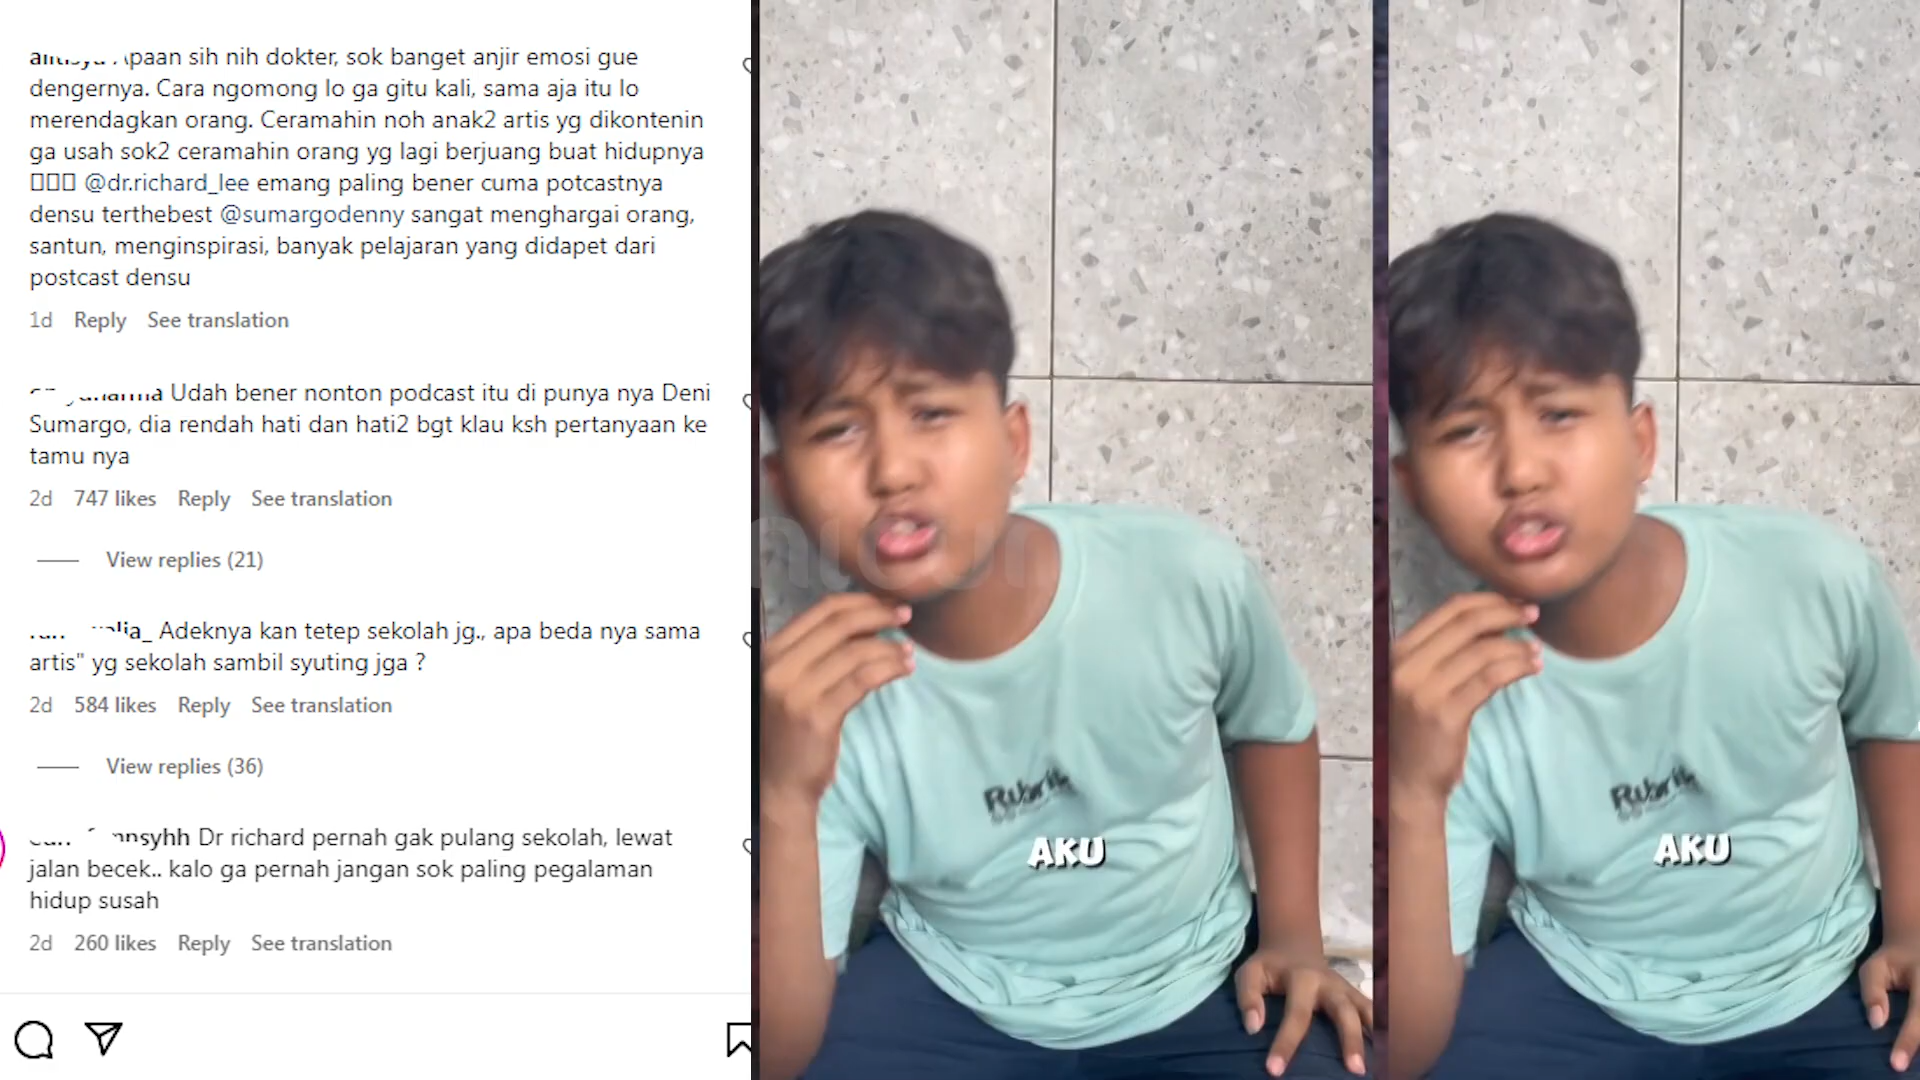 Apaan sih nih dokter, sok banget anjir emosi gue
dengernya. Cara ngomong lo ga gitu kali, sama aja itu lo
merendagkan orang. Ceramahin noh anak2 artis yg dikontenin
ga usah sok2 ceramahin orang yg lagi berjuang buat hidupnya
@dr.richard_lee emang paling bener cuma potcastnya
densu terthebest @sumargodenny sangat menghargai orang,
santun, menginspirasi, banyak pelajaran yang didapet dari
postcast densu
1d Reply See translation
Udah bener nonton podcast itu di punya nya Deni
Sumargo, dia rendah hati dan hati2 bgt klau ksh pertanyaan ke
tamu nya
2d 747 likes Reply See translation
View replies (21)
Adeknya kan tetep sekolah jg., apa beda nya sama
artis" yg sekolah sambil syuting jga ?
2d 584 likes Reply See translation
View replies (36)
Dr richard pernah gak pulang sekolah, lewat
jalan becek.. kalo ga pernah jangan sok paling pegalaman
hidup susah
2d 260 likes Reply See translation
Rubrik
AKU
Rubrik
AKU